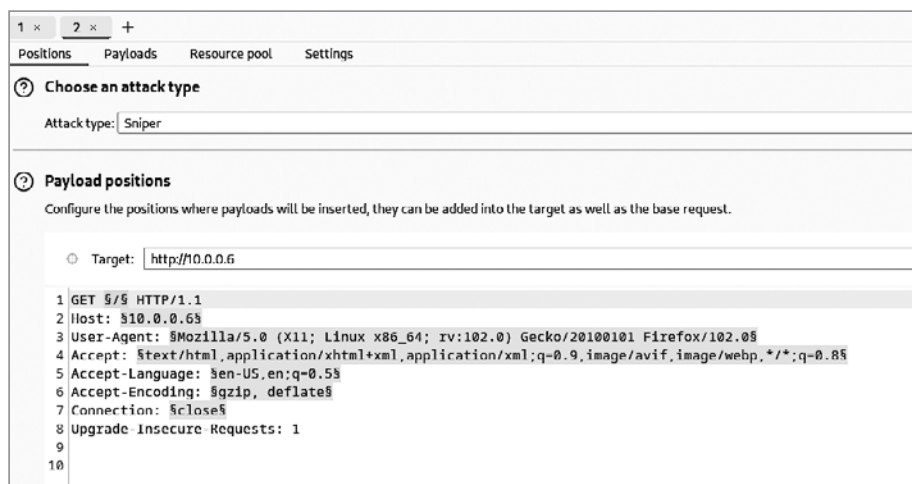 1 × 2 × +
Positions Payloads Resource pool Settings
? Choose an attack type
Attack type: Sniper
? Payload positions
Configure the positions where payloads will be inserted, they can be added into the target as well as the base request.
Target: http://10.0.0.6
1 GET §/§ HTTP/1.1
2 Host: §10.0.0.6§
3 User-Agent: §Mozilla/5.0 (X11; Linux x86_64; rv:102.0) Gecko/20100101 Firefox/102.0§
4 Accept: §text/html,application/xhtml+xml,application/xml;q=0.9,image/avif,image/webp,*/*;q=0.8§
5 Accept-Language: §en-US,en;q=0.5§
6 Accept-Encoding: §gzip, deflate§
7 Connection: §close§
8 Upgrade-Insecure-Requests: 1
9
10